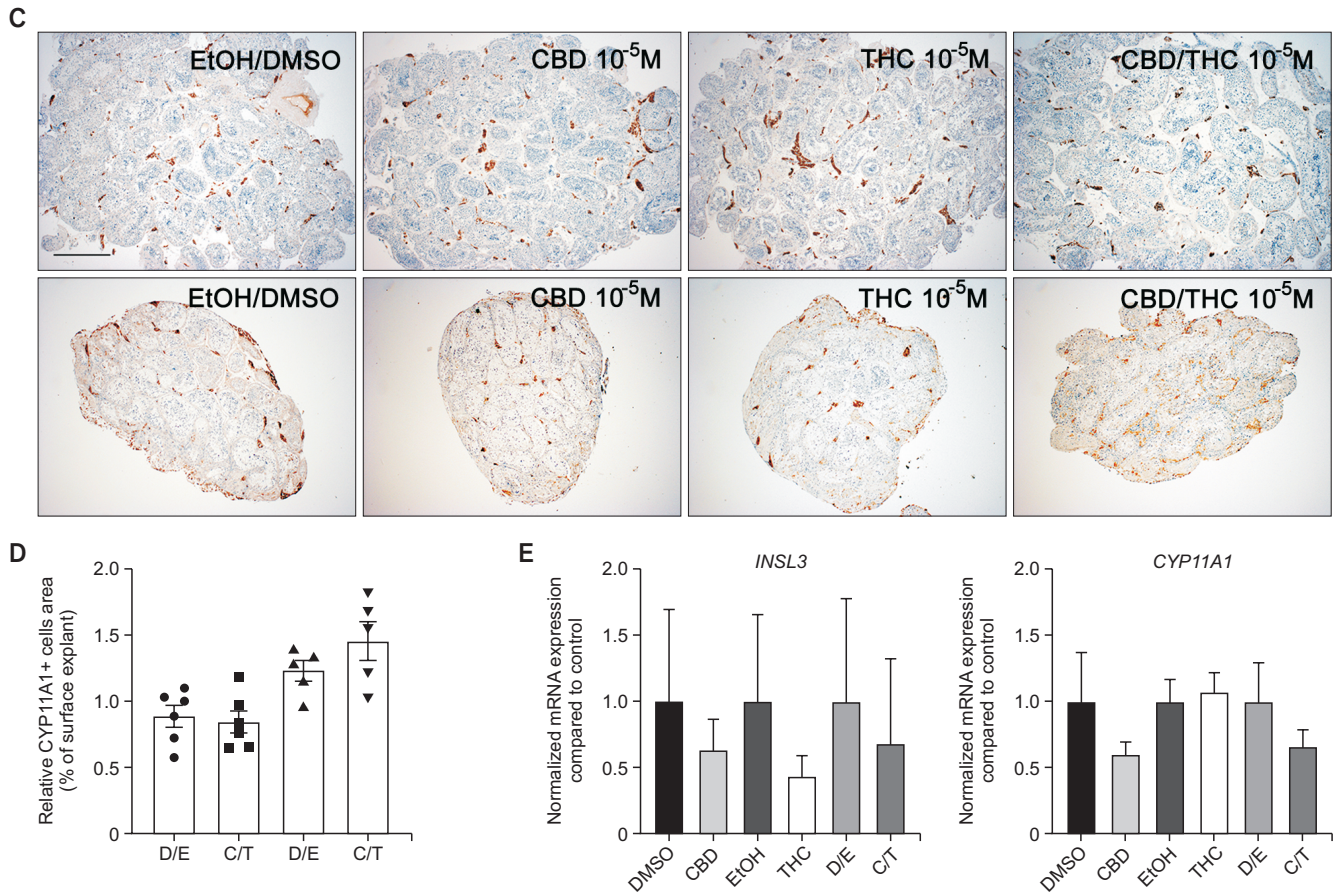 C
EtOH/DMSO
CBD 10⁻⁵M
THC 10⁻⁵M
CBD/THC 10⁻⁵M
EtOH/DMSO
CBD 10⁻⁵M
THC 10⁻⁵M
CBD/THC 10⁻⁵M
D
Relative CYP11A1+ cells area
(% of surface explant)
2.0
1.5
1.0
0.5
0
D/E
C/T
D/E
C/T
E
INSL3
Normalized mRNA expression
compared to control
2.0
1.5
1.0
0.5
0
DMSO
CBD
EtOH
THC
D/E
C/T
CYP11A1
Normalized mRNA expression
compared to control
2.0
1.5
1.0
0.5
0
DMSO
CBD
EtOH
THC
D/E
C/T